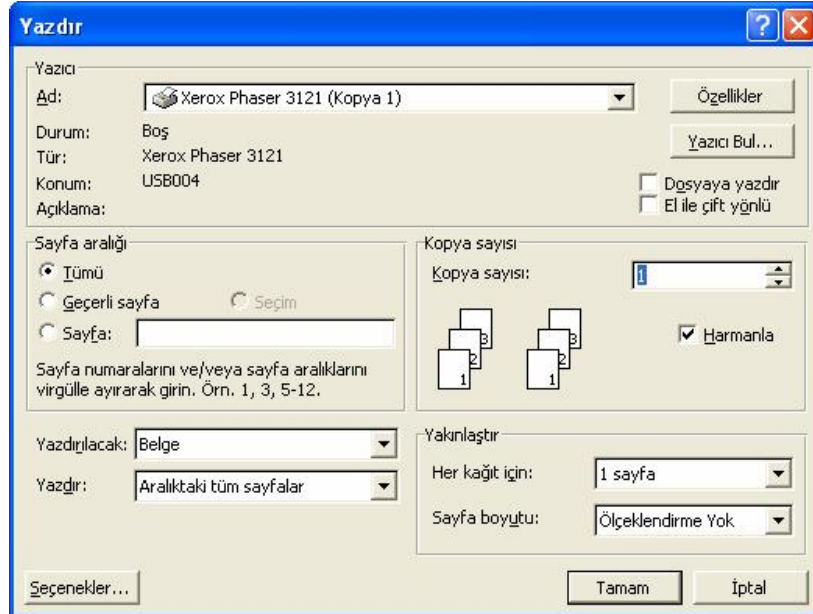 Yazdır
Yazıcı
Ad: Xerox Phaser 3121 (Kopya 1) Özellikler
Durum: Boş Yazıcı Bul...
Tür: Xerox Phaser 3121
Konum: USB004 Dosyaya yazdır
Açıklama: El ile çift yönlü
Sayfa aralığı
Tümü
Geçerli sayfa Seçim
Sayfa:
Sayfa numaralarını ve/veya sayfa aralıklarını
virgülle ayırarak girin. Örn. 1, 3, 5-12.
Kopya sayısı
Kopya sayısı: 1
3 3
2 2
1 1
Harmanla
Yazdırılacak: Belge
Yazdır: Aralıktaki tüm sayfalar
Yakınlaştır
Her kağıt için: 1 sayfa
Sayfa boyutu: Ölçeklendirme Yok
Seçenekler... Tamam İptal